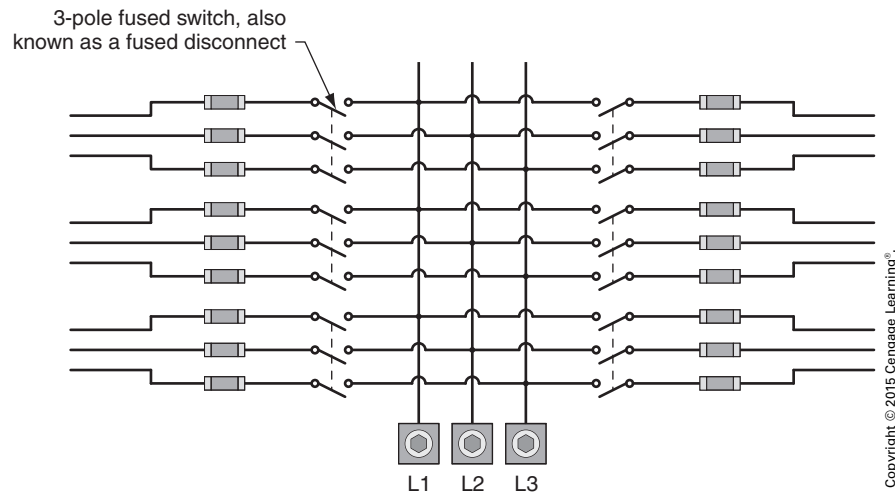 3-pole fused switch, also
known as a fused disconnect
L1 L2 L3
Copyright © 2015 Cengage Learning®.